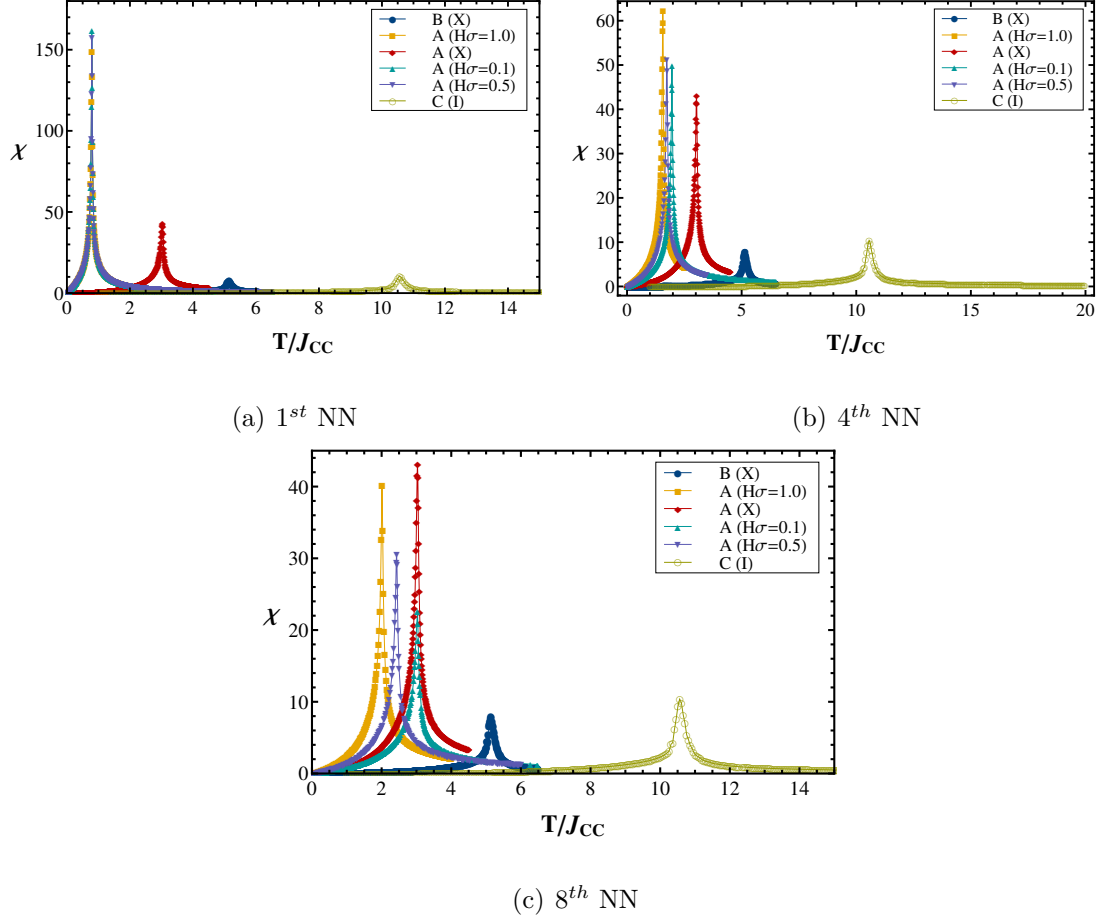 150
100
50
0
χ
0 2 4 6 8 10 12 14
T/J_CC
B (X)
A (Hσ=1.0)
A (X)
A (Hσ=0.1)
A (Hσ=0.5)
C (I)
(a) 1^st NN
60
50
40
30
20
10
0
χ
0 5 10 15 20
T/J_CC
B (X)
A (Hσ=1.0)
A (X)
A (Hσ=0.1)
A (Hσ=0.5)
C (I)
(b) 4^th NN
40
30
20
10
0
χ
0 2 4 6 8 10 12 14
T/J_CC
B (X)
A (Hσ=1.0)
A (X)
A (Hσ=0.1)
A (Hσ=0.5)
C (I)
(c) 8^th NN